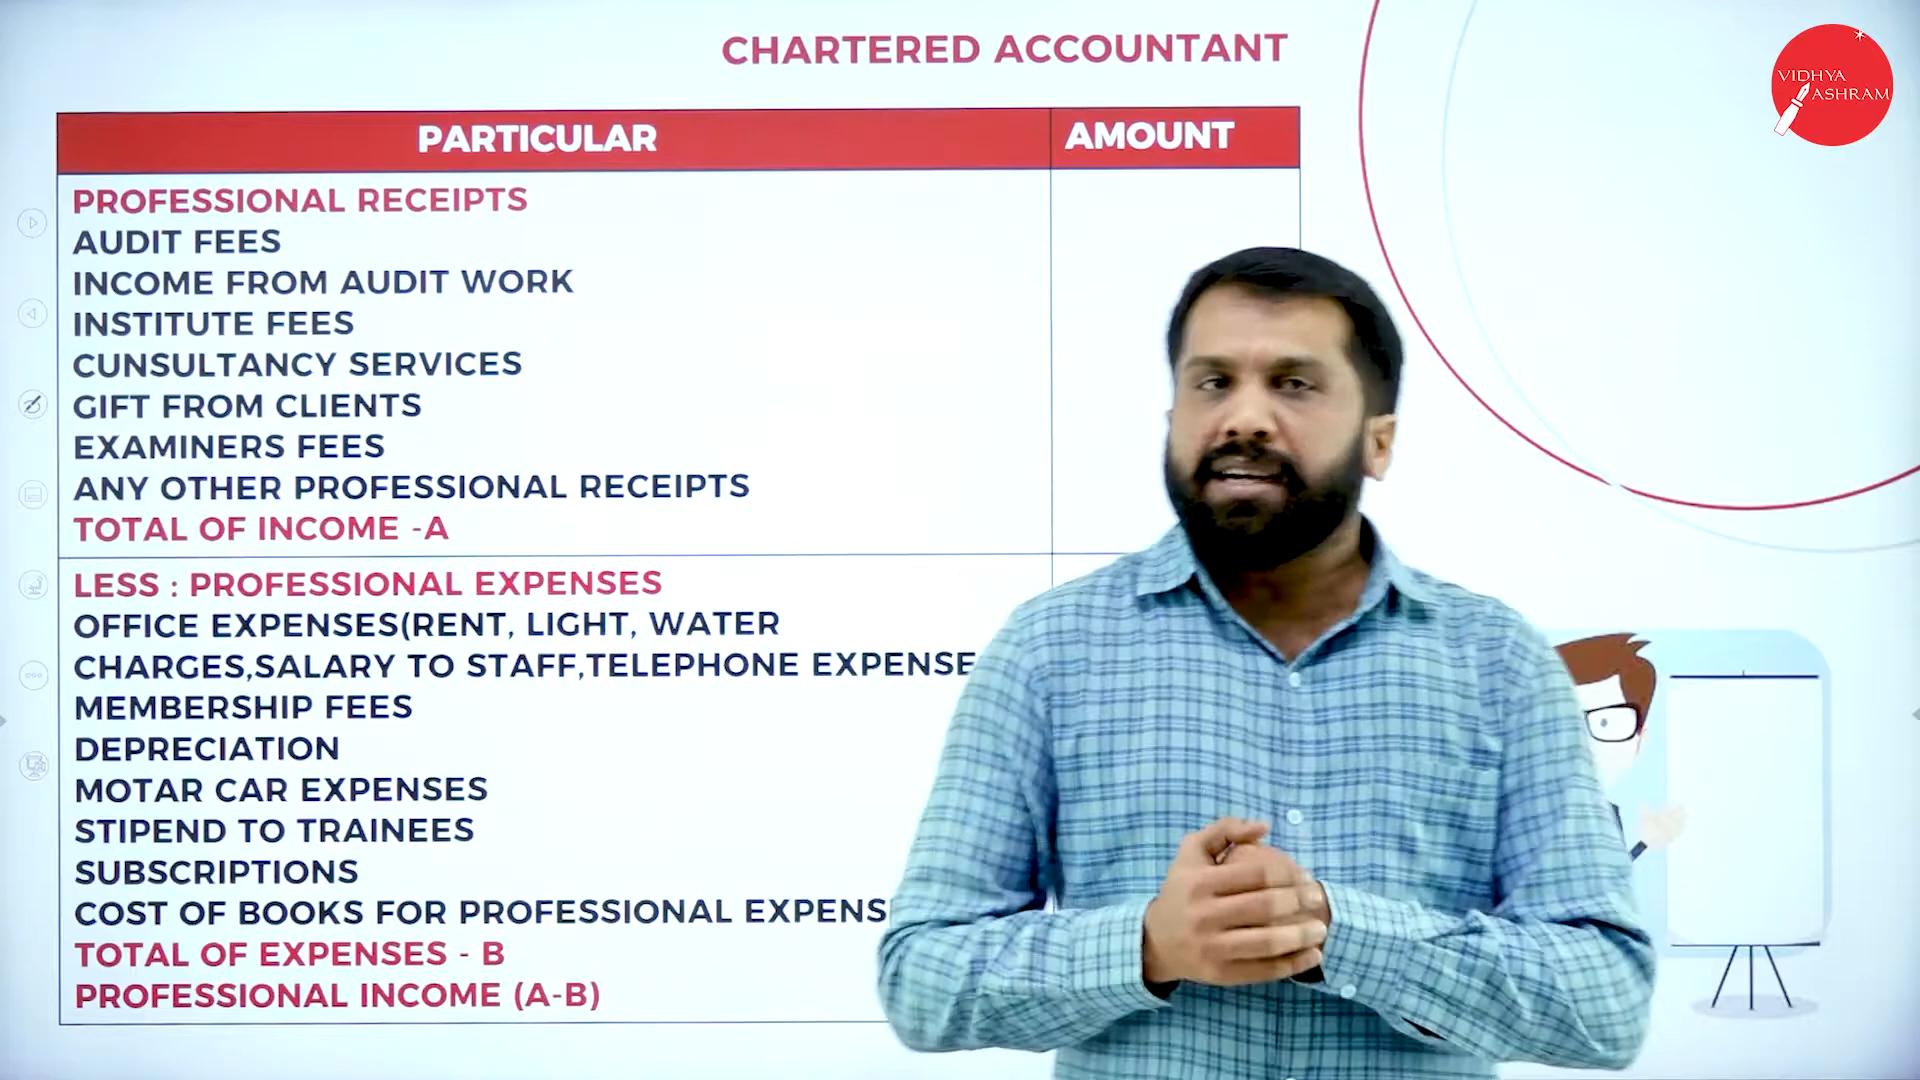 CHARTERED ACCOUNTANT
VIDHYA
ASHRAM
PARTICULAR
AMOUNT
PROFESSIONAL RECEIPTS
AUDIT FEES
INCOME FROM AUDIT WORK
INSTITUTE FEES
CUNSULTANCY SERVICES
GIFT FROM CLIENTS
EXAMINERS FEES
ANY OTHER PROFESSIONAL RECEIPTS
TOTAL OF INCOME -A
LESS : PROFESSIONAL EXPENSES
OFFICE EXPENSES(RENT, LIGHT, WATER
CHARGES,SALARY TO STAFF,TELEPHONE EXPENSE
MEMBERSHIP FEES
DEPRECIATION
MOTAR CAR EXPENSES
STIPEND TO TRAINEES
SUBSCRIPTIONS
COST OF BOOKS FOR PROFESSIONAL EXPENS
TOTAL OF EXPENSES - B
PROFESSIONAL INCOME (A-B)